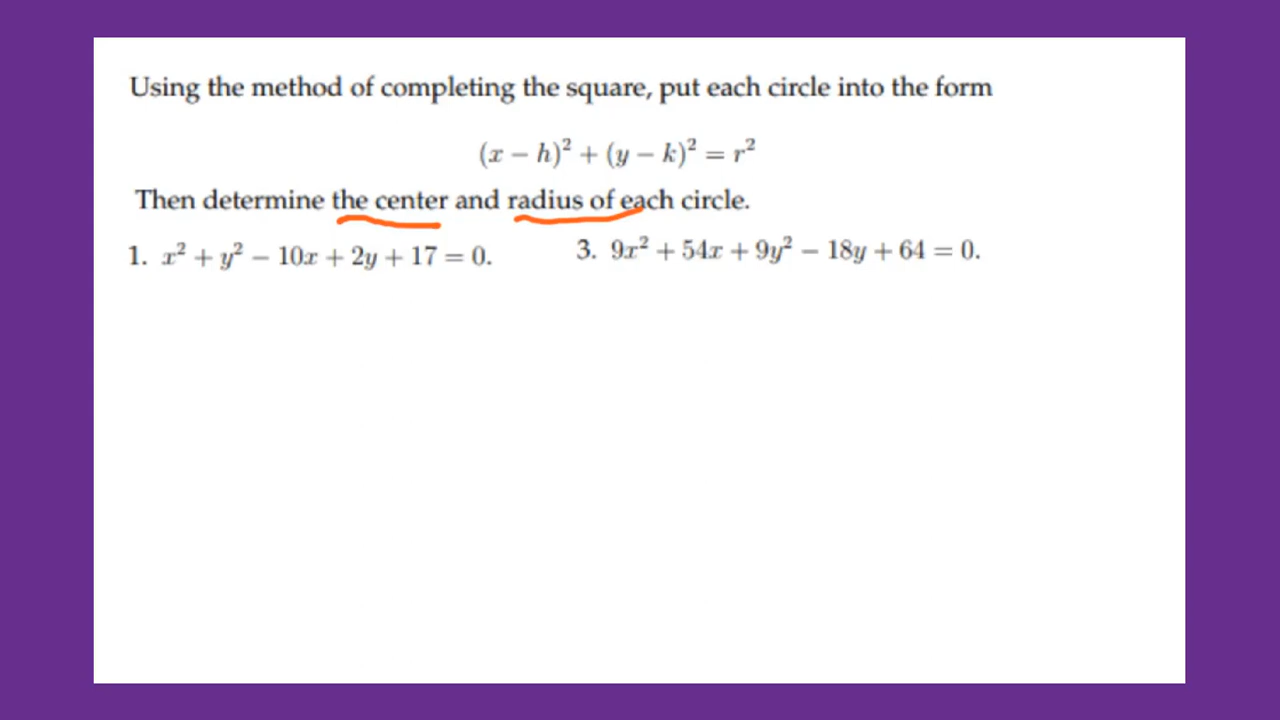 Using the method of completing the square, put each circle into the form
(x − h)² + (y − k)² = r²
Then determine the center and radius of each circle.
1. x² + y² − 10x + 2y + 17 = 0.
3. 9x² + 54x + 9y² − 18y + 64 = 0.